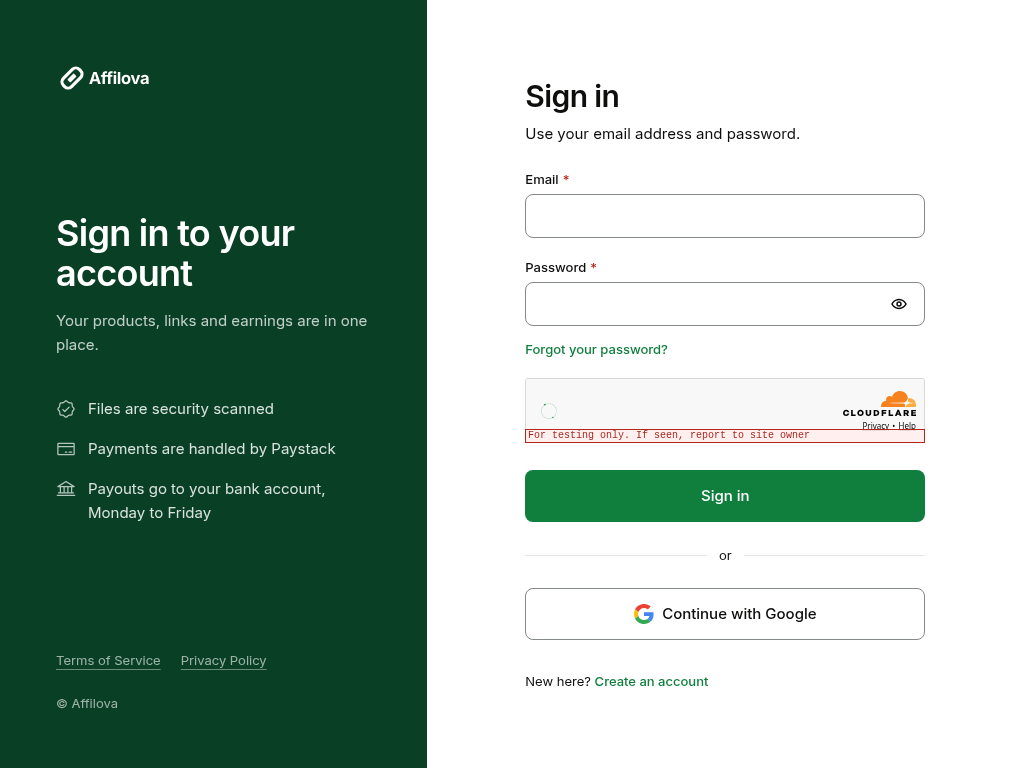 Affilova
Sign in to your
account
Your products, links and earnings are in one
place.
Files are security scanned
Payments are handled by Paystack
Payouts go to your bank account,
Monday to Friday
Terms of Service Privacy Policy
© Affilova
Sign in
Use your email address and password.
Email *
Password *
Forgot your password?
CLOUDFLARE
Privacy • Help
For testing only. If seen, report to site owner
Sign in
or
Continue with Google
New here? Create an account